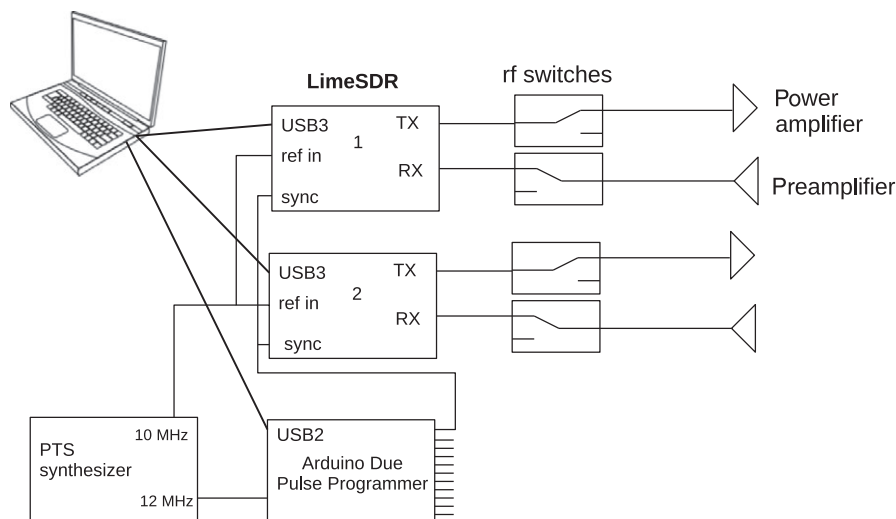 LimeSDR
rf switches
USB3
TX
1
ref in
RX
sync
Power
amplifier
Preamplifier
USB3
TX
2
ref in
RX
sync
10 MHz
PTS
synthesizer
12 MHz
USB2
Arduino Due
Pulse Programmer